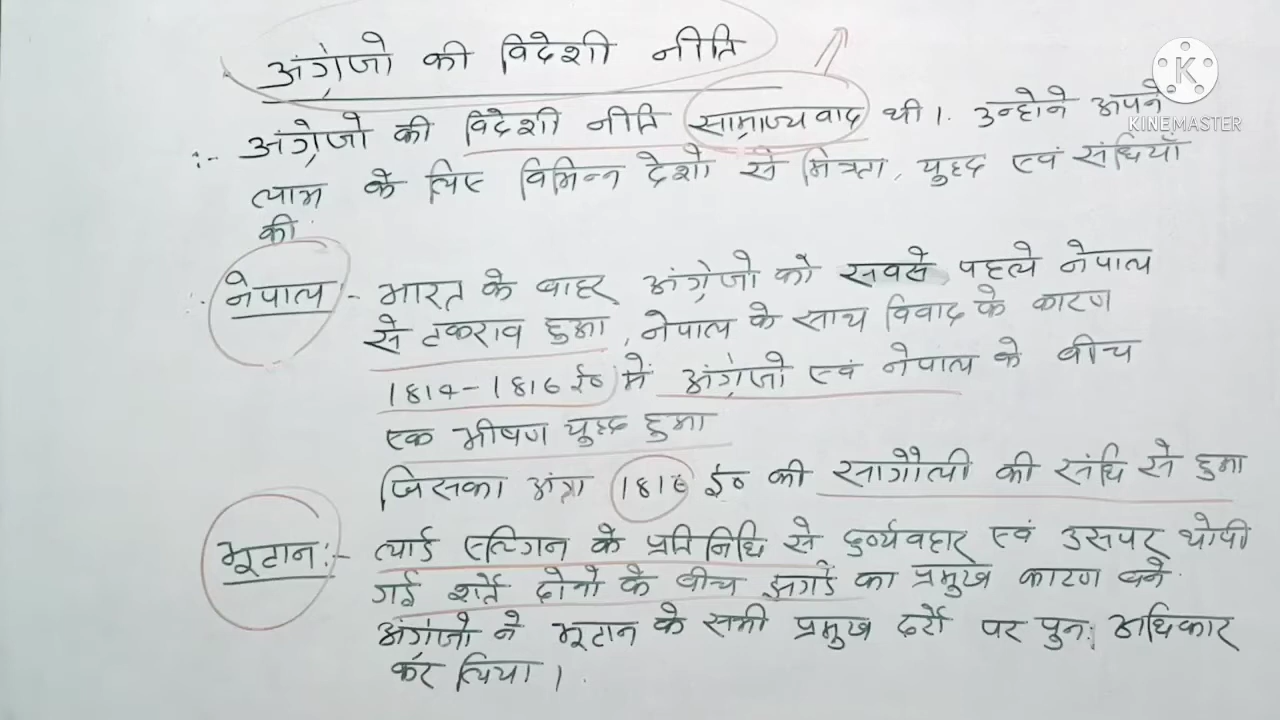 अंग्रेजो की विदेशी नीति
:- अंग्रेजो की विदेशी नीति साम्राज्यवाद थी। उन्होने अपने
लाभ के लिए विभिन्न देशो से मित्रता, युद्ध एवं संधियाँ
की
नेपाल - भारत के बाहर अंग्रेजो को सबसे पहले नेपाल
से टकराव हुआ, नेपाल के साथ विवाद के कारण
1814-1816 ई० में अंग्रेजो एवं नेपाल के बीच
एक भीषण युद्ध हुआ
जिसका 1816 ई० की सागौली की संधि से हुआ
भूटान:- लार्ड एल्गिन के प्रतिनिधि से दुर्व्यवहार एवं उसपर थोपी
गई शर्ते दोनो के बीच झगडे का प्रमुख कारण बने
अंग्रेजो ने भूटान के सभी प्रमुख दर्रो पर पुन: अधिकार
कर लिया।
K
KINEMASTER